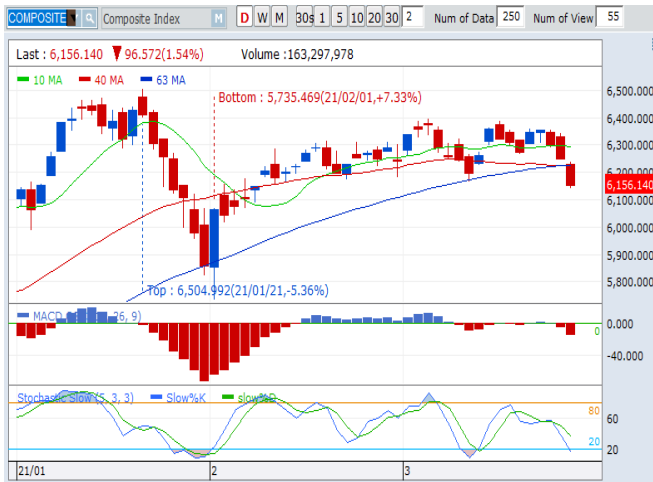 COMPOSITE M Composite Index M D W M 30s 1 5 10 20 30 2 Num of Data 250 Num of View 55
Last : 6,156.140 ▼ 96.572(1.54%) Volume :163,297,978
10 MA 40 MA 63 MA
Bottom : 5,735.469(21/02/01,+7.33%)
6,500.000
6,400.000
6,300.000
6,200.000
6,156.140
6,100.000
6,000.000
5,900.000
5,800.000
Top : 6,504.992(21/01/21,-5.36%)
MACD 26, 9)
0.000
0
-40.000
Stochastic Slow (5, 3, 3) Slow%K slow%D
80
60
20
20
21/01 2 3